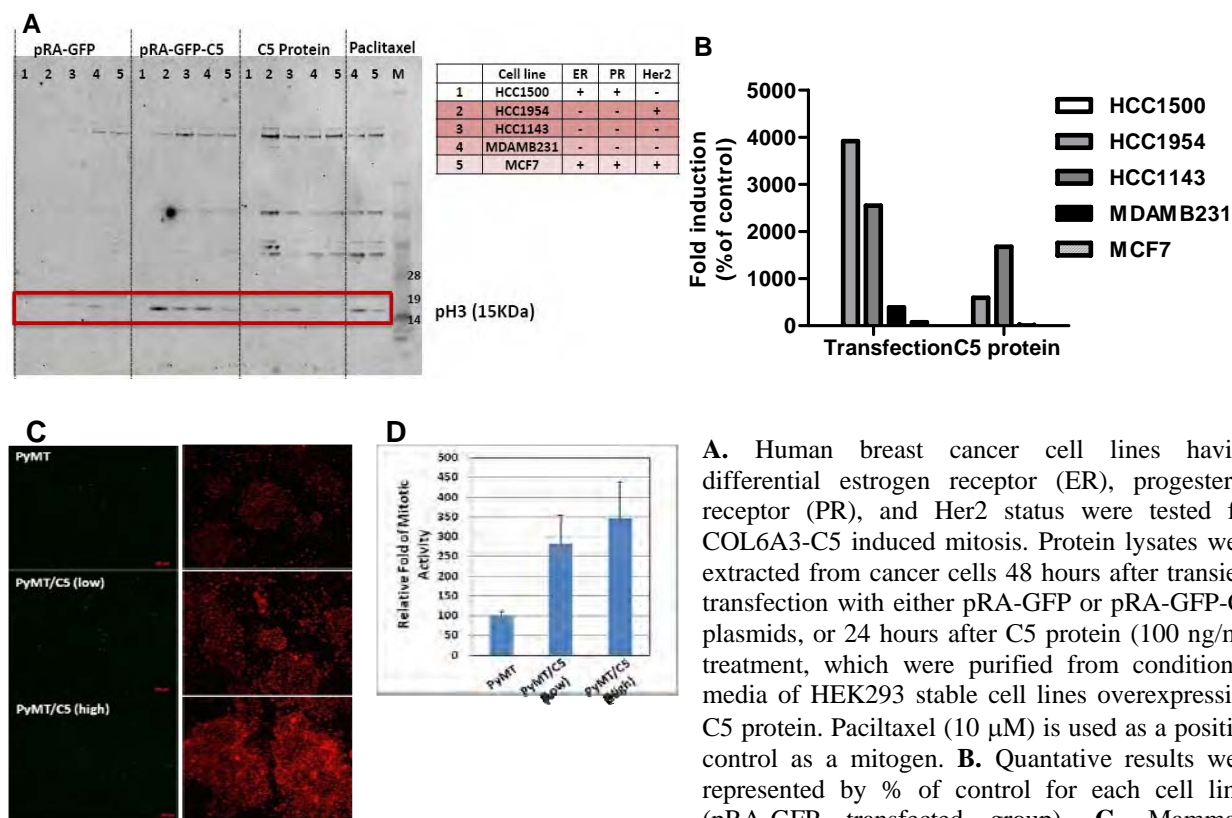 A
pRA-GFP pRA-GFP-C5 C5 Protein Paclitaxel
1 2 3 4 5 1 2 3 4 5 1 2 3 4 5 4 5 M
28
19
14
pH3 (15KDa)
Cell line ER PR Her2
1 HCC1500 + + -
2 HCC1954 - - +
3 HCC1143 - - -
4 MDAMB231 - - -
5 MCF7 + + +
B
Fold induction
(%of control)
5000
4000
3000
2000
1000
0
Transfection C5 protein
HCC1500
HCC1954
HCC1143
MDAMB231
MCF7
C
PyMT
PyMT/C5 (low)
PyMT/C5 (high)
D
Relative Fold of Mitotic
Activity
500
450
400
350
300
250
200
150
100
50
0
PyMT
PyMT/C5
(low)
PyMT/C5
(high)
A. Human breast cancer cell lines havi
differential estrogen receptor (ER), progester
receptor (PR), and Her2 status were tested f
COL6A3-C5 induced mitosis. Protein lysates we
extracted from cancer cells 48 hours after transie
transfection with either pRA-GFP or pRA-GFP-C
plasmids, or 24 hours after C5 protein (100 ng/m
treatment, which were purified from condition
media of HEK293 stable cell lines overexpressi
C5 protein. Paciltaxel (10 μM) is used as a positi
control as a mitogen. B. Quantative results we
represented by % of control for each cell lin
(pRA-GFP transfected group). C. Mamma